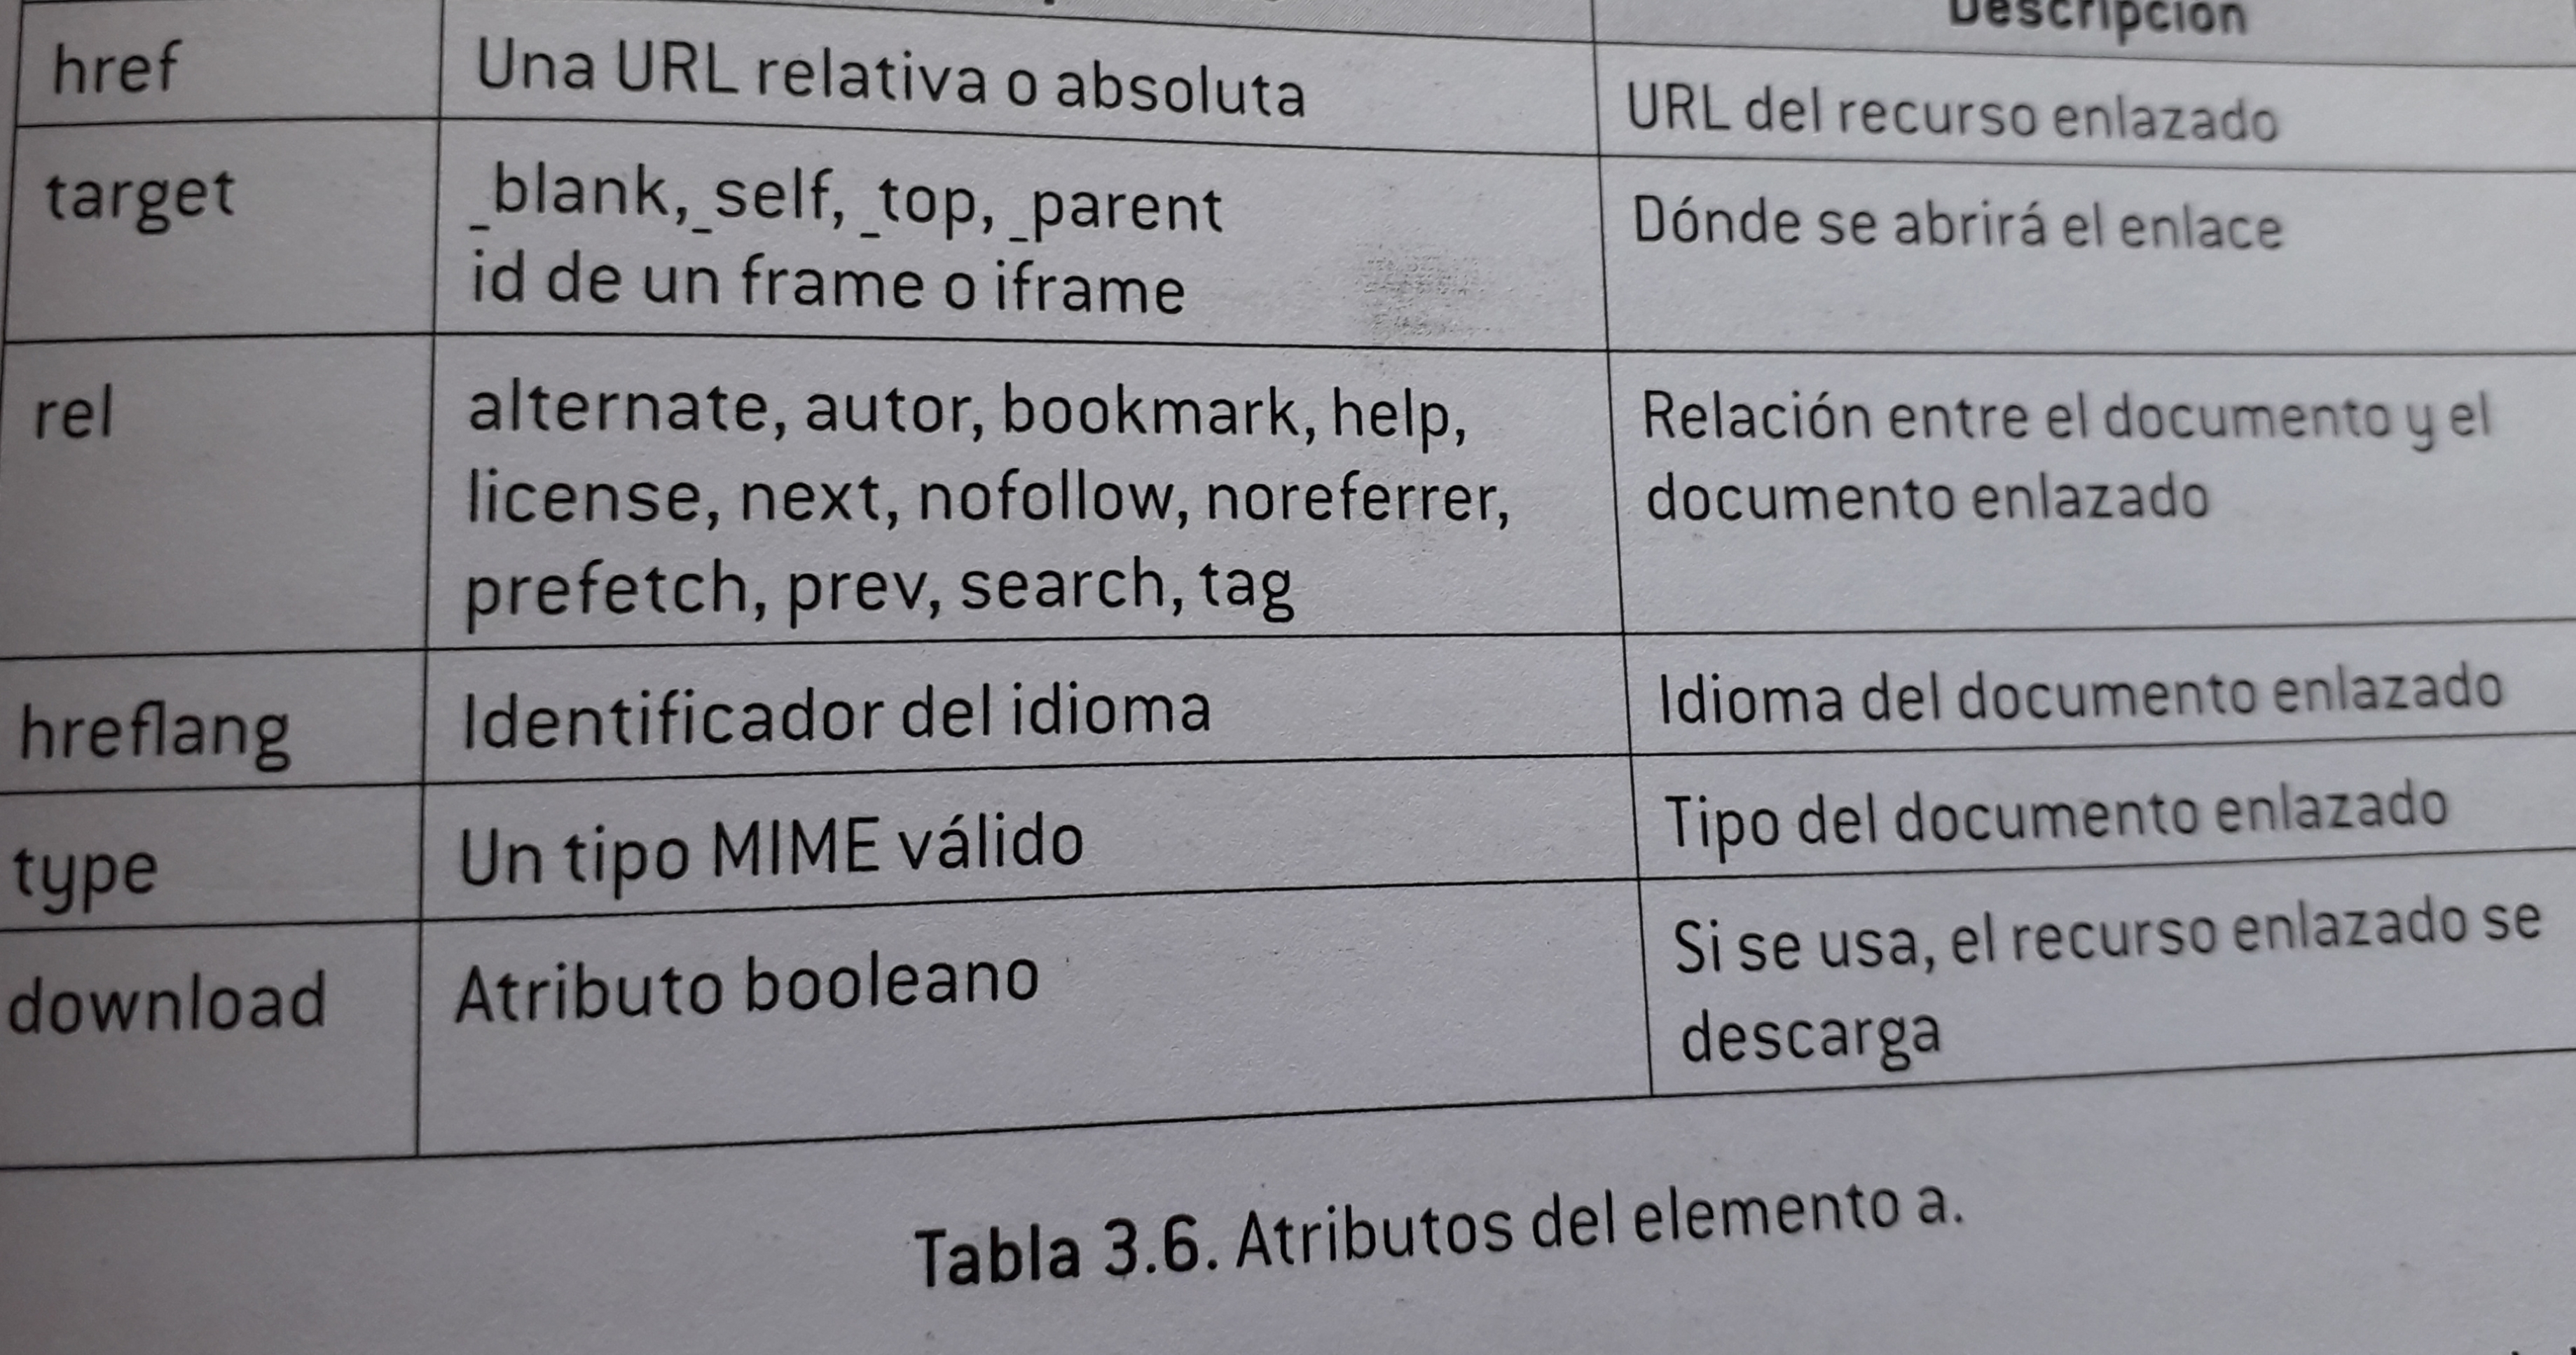 Descripción
href Una URL relativa o absoluta URL del recurso enlazado
target _blank,_self, _top, _parent Dónde se abrirá el enlace
id de un frame o iframe
rel alternate, autor, bookmark, help, Relación entre el documento y el
license, next, nofollow, noreferrer, documento enlazado
prefetch, prev, search, tag
hreflang Identificador del idioma Idioma del documento enlazado
type Un tipo MIME válido Tipo del documento enlazado
download Atributo booleano Si se usa, el recurso enlazado se
descarga
Tabla 3.6. Atributos del elemento a.